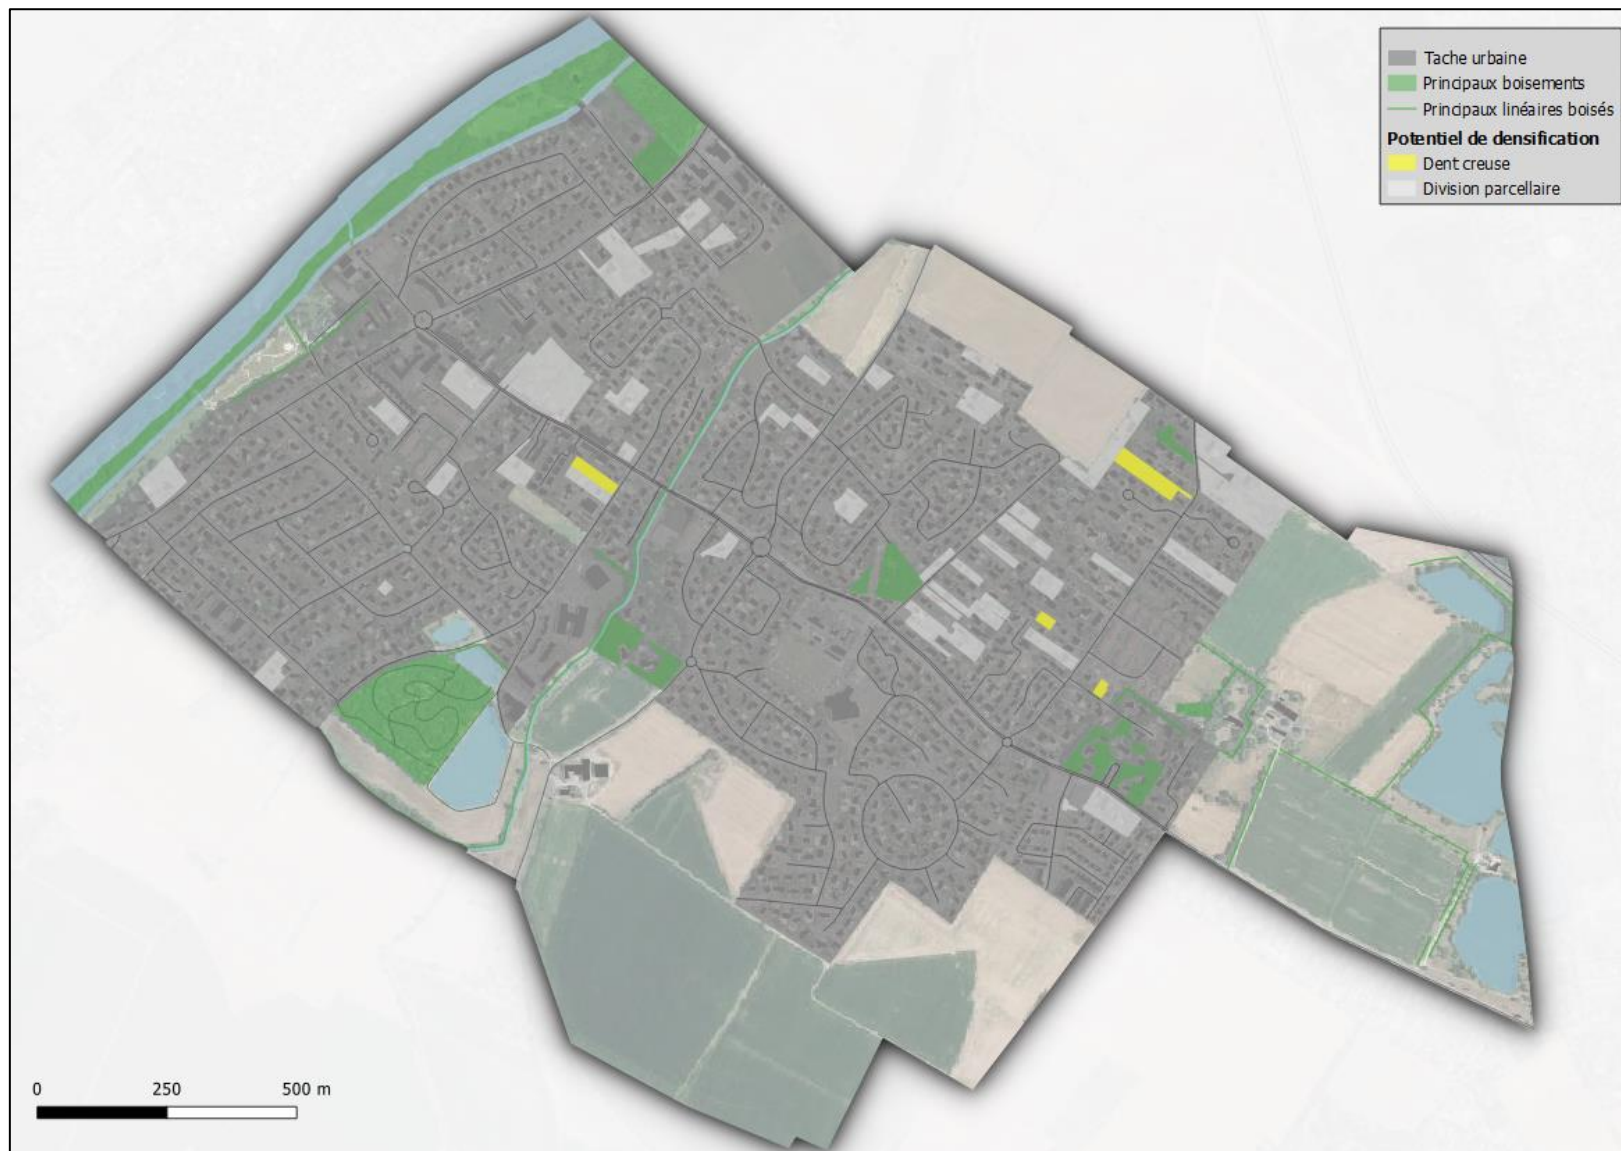 Tache urbaine
Principaux boisements
Principaux linéaires boisés
Potentiel de densification
Dent creuse
Division parcellaire
0 250 500 m